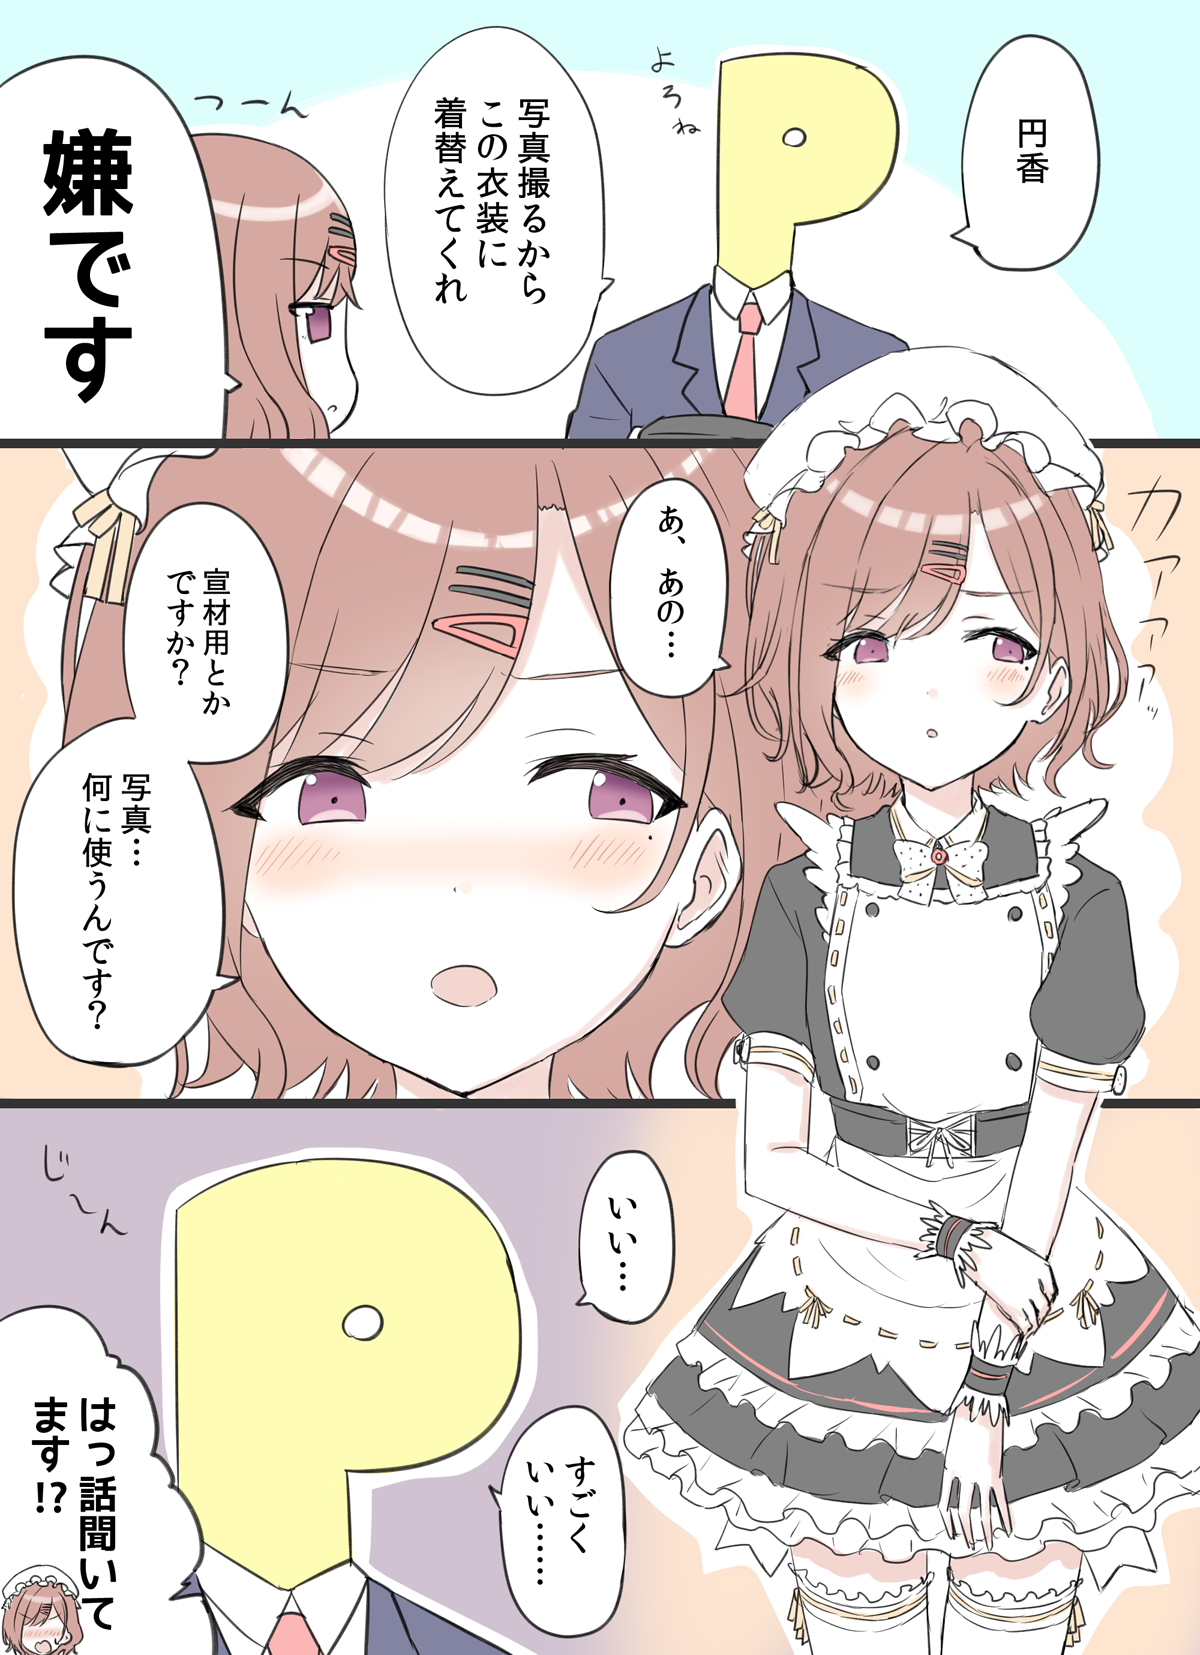 円香
よろね
写真撮るから
この衣装に
着替えてくれ
つーん
嫌です
カァァァ…
あ、あの…
宣材用とか
ですか？
写真…
何に使うんです？
いい…
じ〜ん
すごく
いい……
はっ話聞いて
ます!?